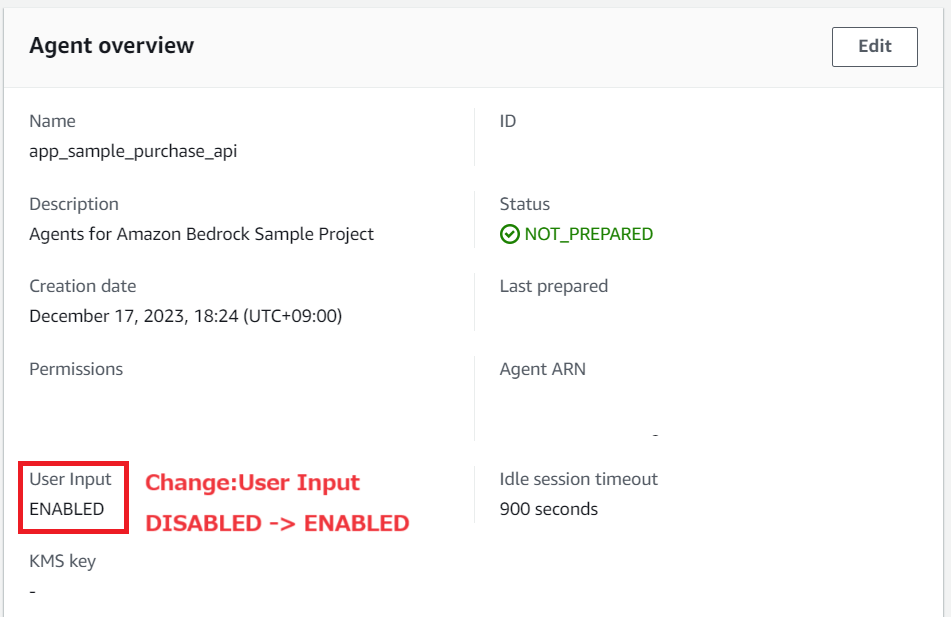 Agent overview
Edit
Name
app_sample_purchase_api
ID
Description
Agents for Amazon Bedrock Sample Project
Status
NOT_PREPARED
Creation date
December 17, 2023, 18:24 (UTC+09:00)
Last prepared
Permissions
Agent ARN
-
User Input
ENABLED
Change:User Input
DISABLED -> ENABLED
Idle session timeout
900 seconds
KMS key
-